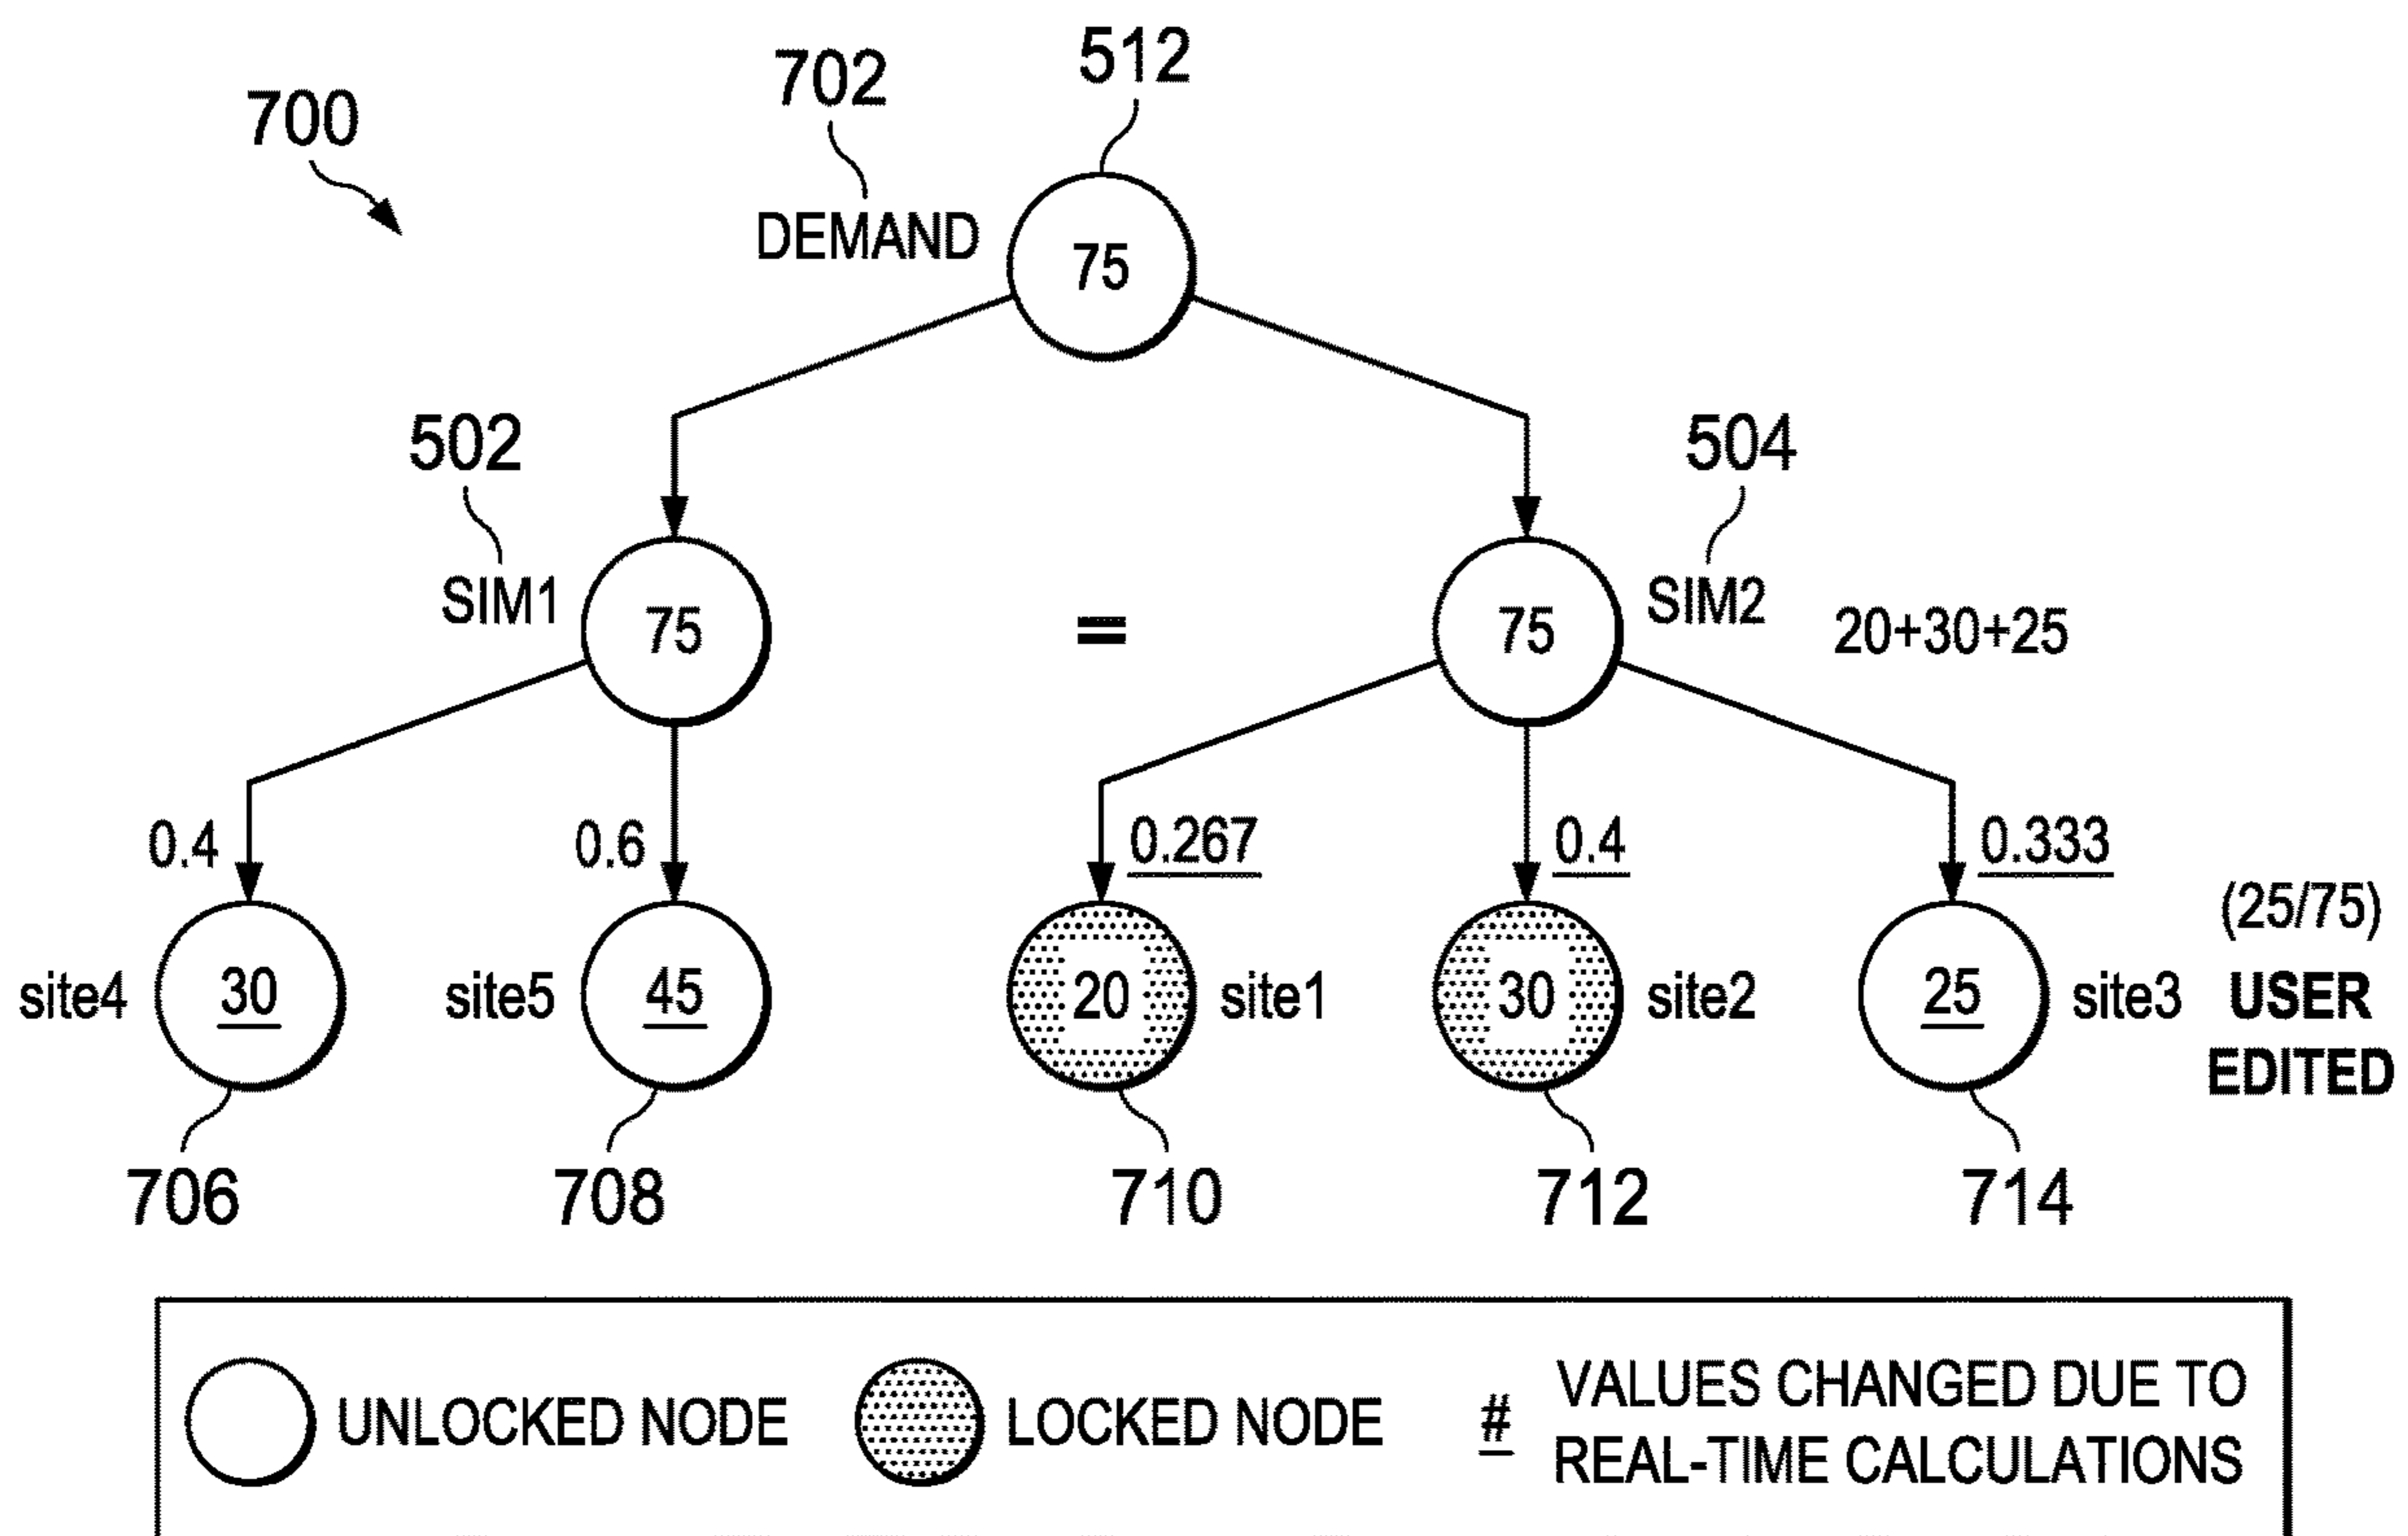 512
702
700
DEMAND
75
502
504
SIM1
75
=
75
SIM2
20+30+25
0.4
0.6
0.267
0.4
0.333
(25/75)
site4
30
site5
45
20
site1
30
site2
25
site3
USER
EDITED
706
708
710
712
714
UNLOCKED NODE
LOCKED NODE
#
VALUES CHANGED DUE TO
REAL-TIME CALCULATIONS